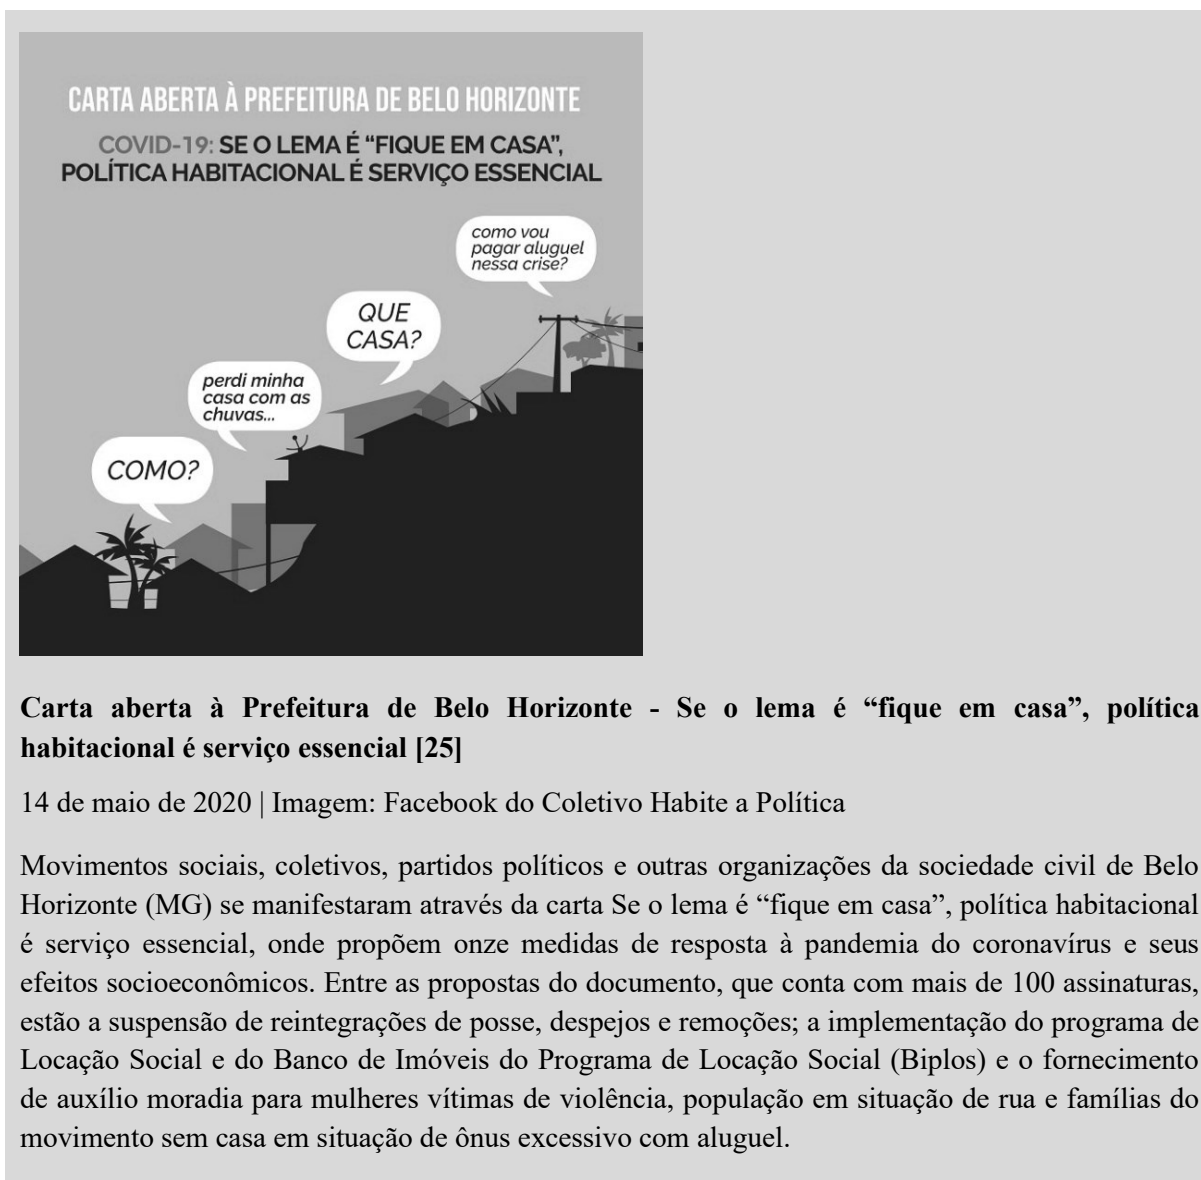 CARTA ABERTA À PREFEITURA DE BELO HORIZONTE
COVID-19: SE O LEMA É “FIQUE EM CASA”,
POLÍTICA HABITACIONAL É SERVIÇO ESSENCIAL
como vou
pagar aluguel
nessa crise?
QUE
CASA?
perdi minha
casa com as
chuvas...
COMO?
Carta aberta à Prefeitura de Belo Horizonte - Se o lema é “fique em casa”, política
habitacional é serviço essencial [25]
14 de maio de 2020 | Imagem: Facebook do Coletivo Habite a Política
Movimentos sociais, coletivos, partidos políticos e outras organizações da sociedade civil de Belo
Horizonte (MG) se manifestaram através da carta Se o lema é “fique em casa”, política habitacional
é serviço essencial, onde propõem onze medidas de resposta à pandemia do coronavírus e seus
efeitos socioeconômicos. Entre as propostas do documento, que conta com mais de 100 assinaturas,
estão a suspensão de reintegrações de posse, despejos e remoções; a implementação do programa de
Locação Social e do Banco de Imóveis do Programa de Locação Social (Biplos) e o fornecimento
de auxílio moradia para mulheres vítimas de violência, população em situação de rua e famílias do
movimento sem casa em situação de ônus excessivo com aluguel.